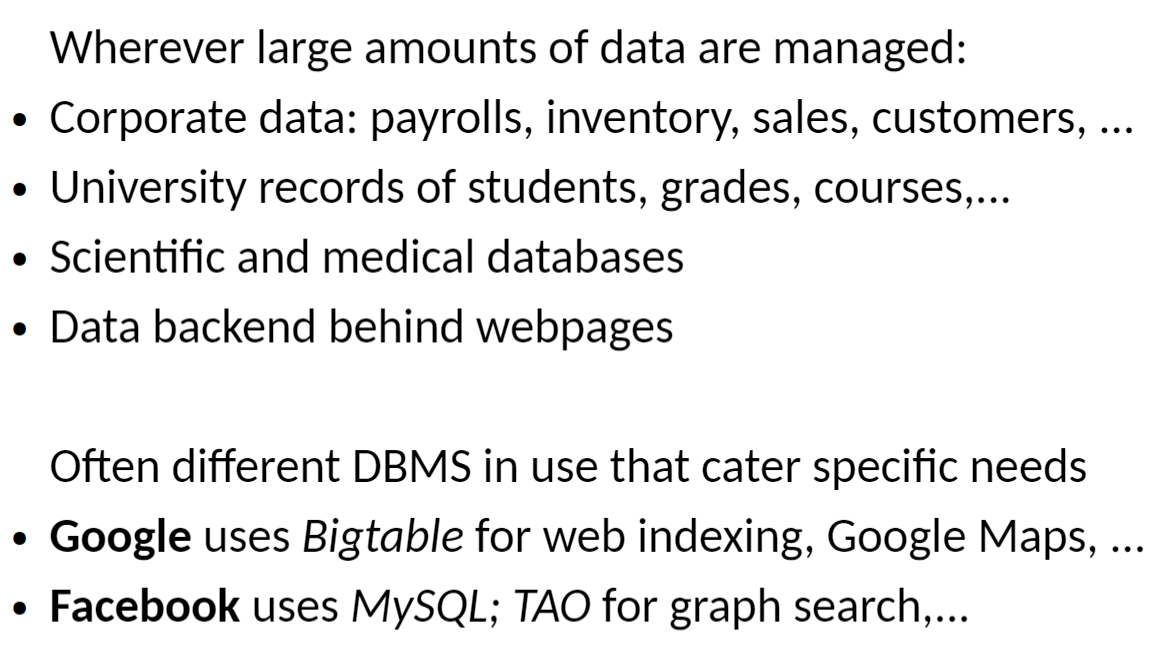 Wherever large amounts of data are managed:
• Corporate data: payrolls, inventory, sales, customers, ...
• University records of students, grades, courses,...
• Scientific and medical databases
• Data backend behind webpages
Often different DBMS in use that cater specific needs
• Google uses Bigtable for web indexing, Google Maps, ...
• Facebook uses MySQL; TAO for graph search,...